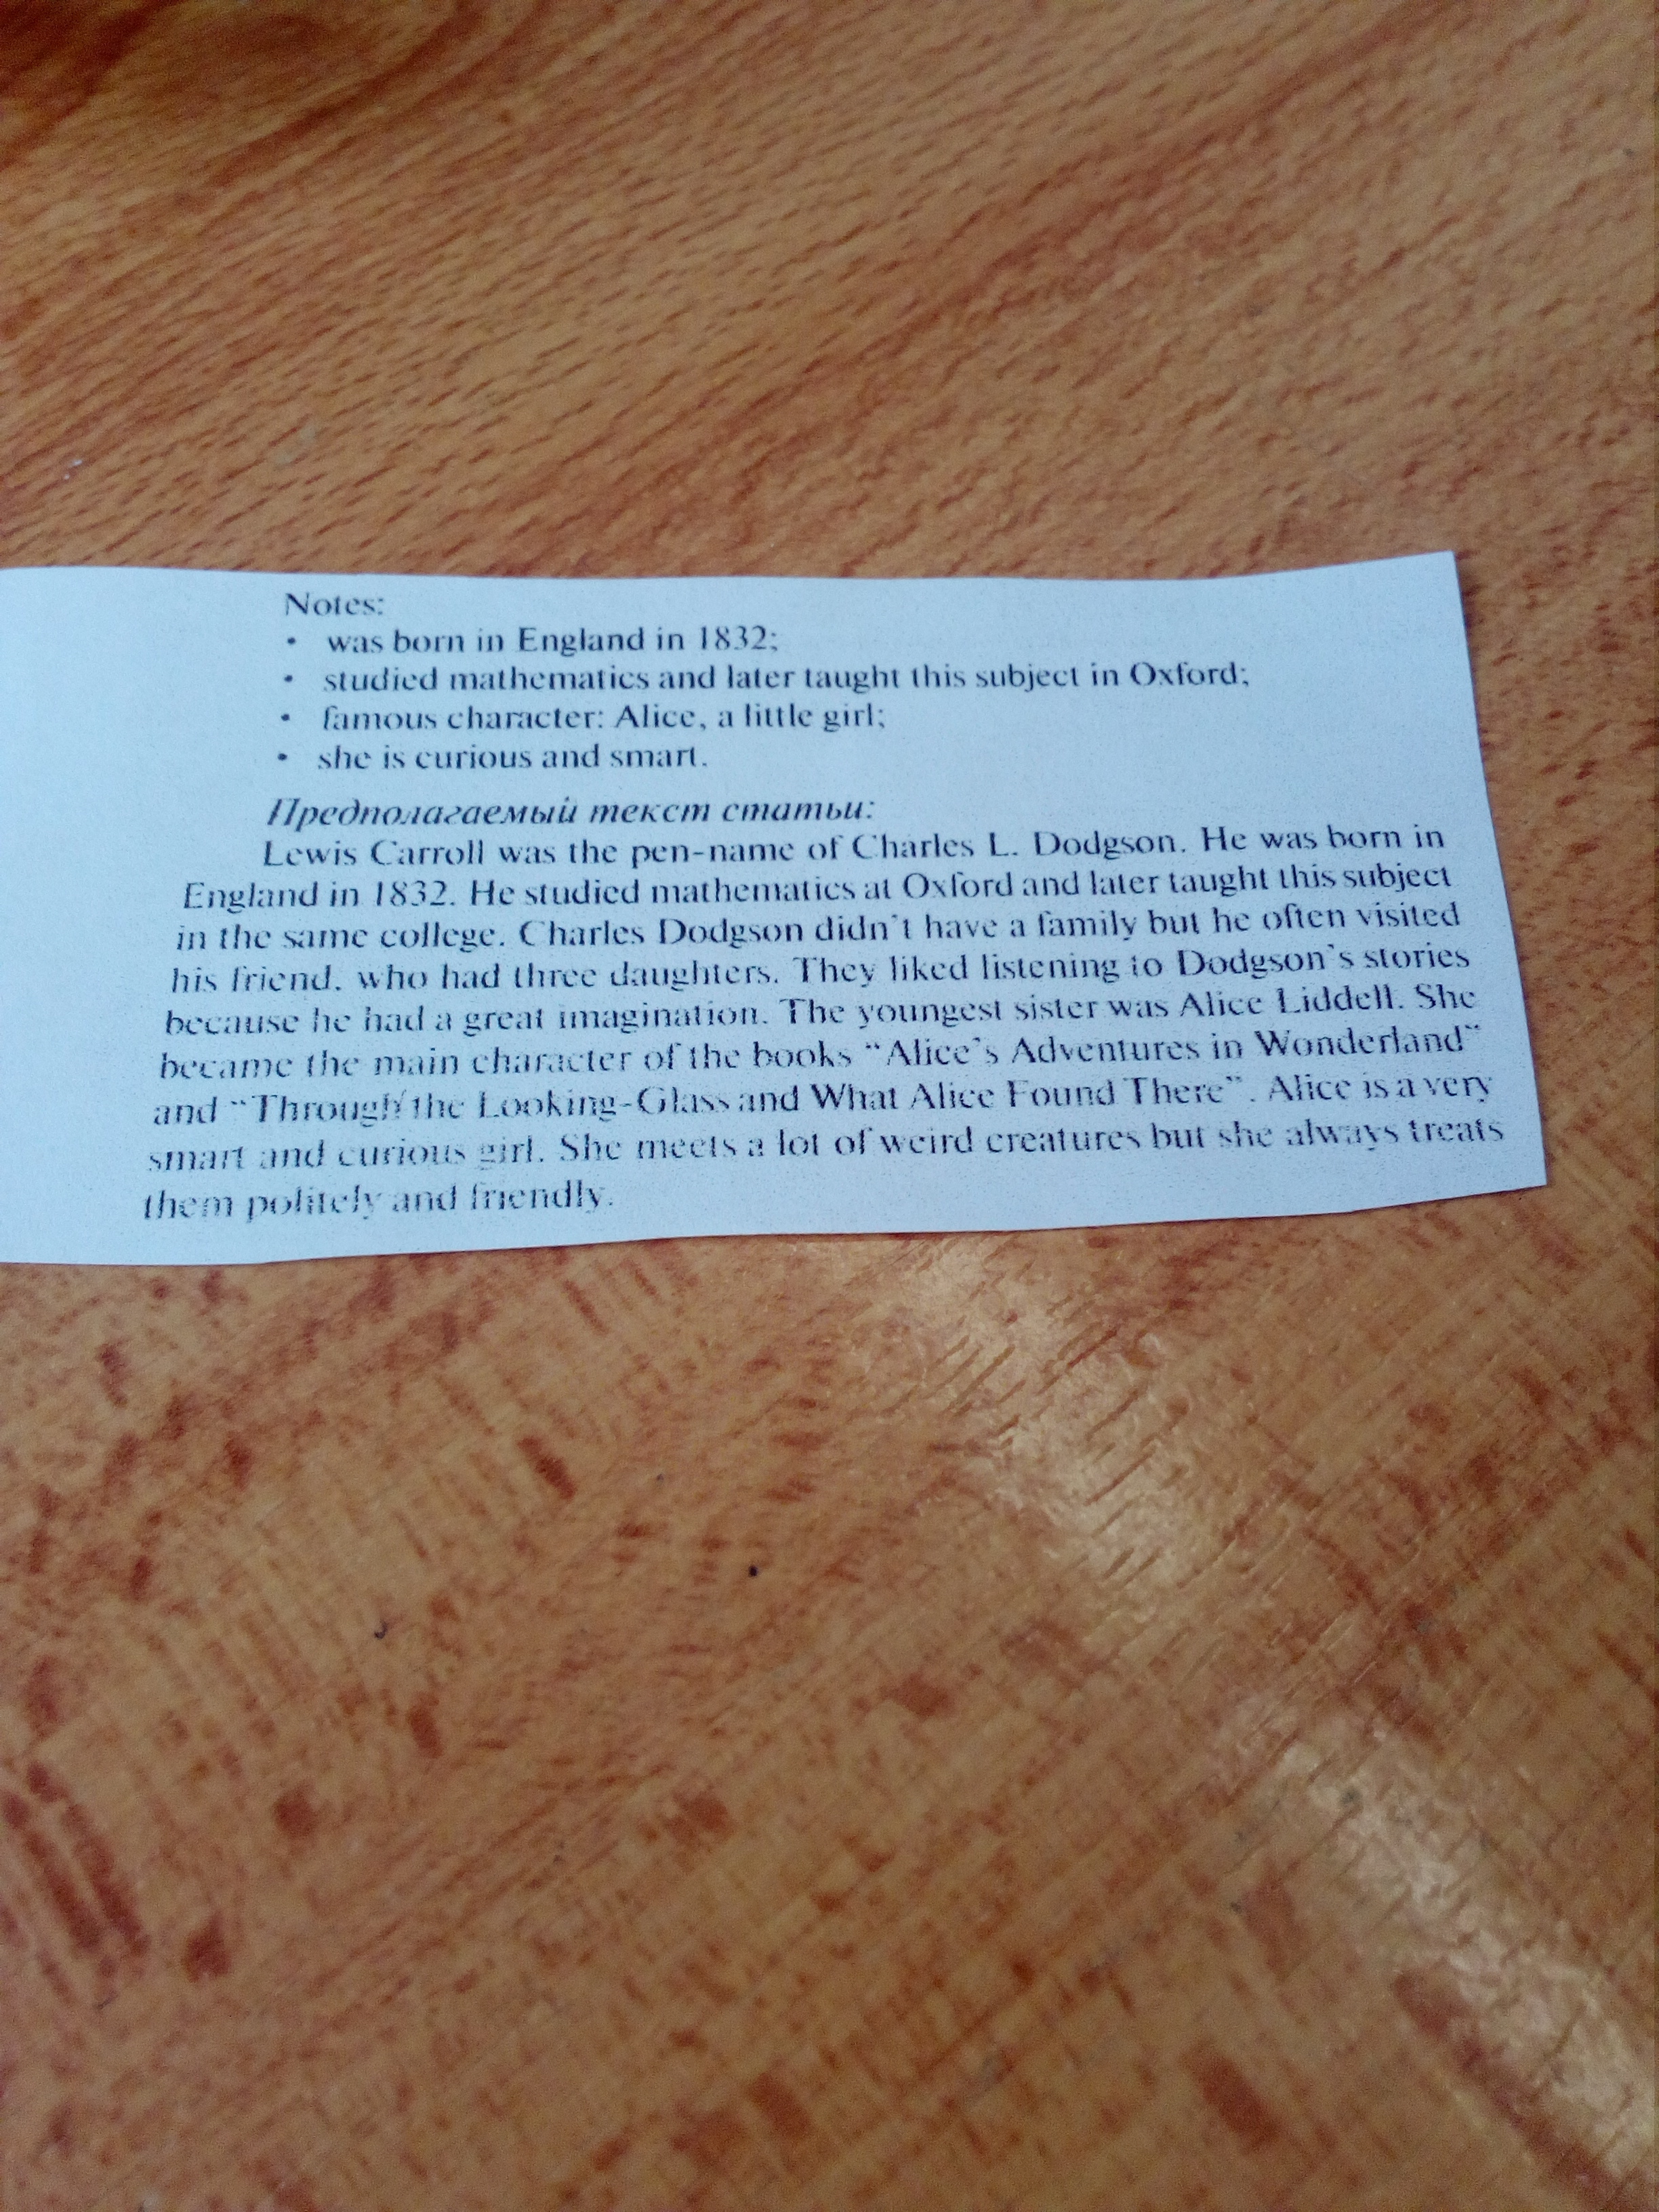 Notes:
• was born in England in 1832;
• studied mathematics and later taught this subject in Oxford;
• famous character: Alice, a little girl;
• she is curious and smart.
Предполагаемый текст статьи:
Lewis Carroll was the pen-name of Charles L. Dodgson. He was born in
England in 1832. He studied mathematics at Oxford and later taught this subject
in the same college. Charles Dodgson didn't have a family but he often visited
his friend, who had three daughters. They liked listening to Dodgson's stories
because he had a great imagination. The youngest sister was Alice Liddell. She
became the main character of the books "Alice's Adventures in Wonderland"
and "Through the Looking-Glass and What Alice Found There". Alice is a very
smart and curious girl. She meets a lot of weird creatures but she always treats
them politely and friendly.